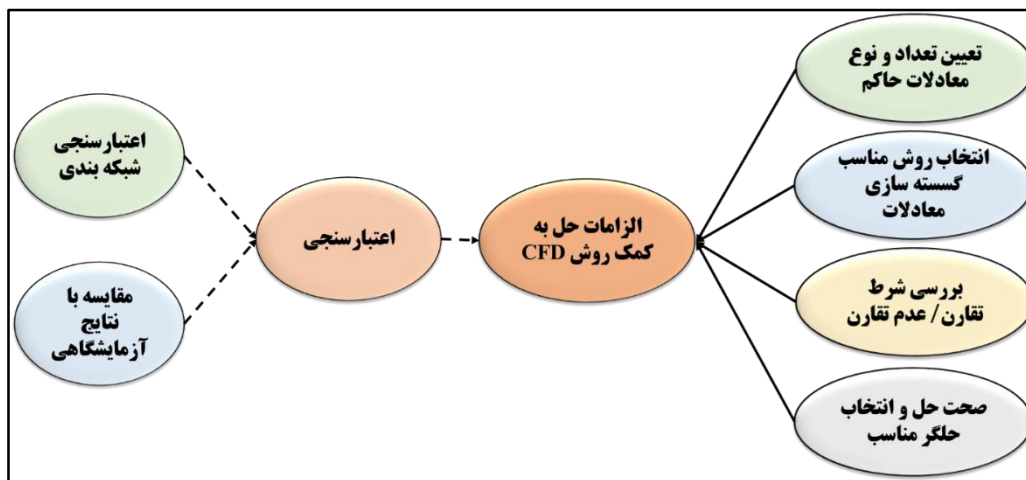 تعیین تعداد و نوع
معادلات حاکم
انتخاب روش مناسب
گسسته سازی
معادلات
بررسی شرط
تقارن/ عدم تقارن
صحت حل و انتخاب
حلگر مناسب
الزامات حل به
کمک روش CFD
اعتبارسنجی
اعتبارسنجی
شبکه بندی
مقایسه با
نتایج
آزمایشگاهی